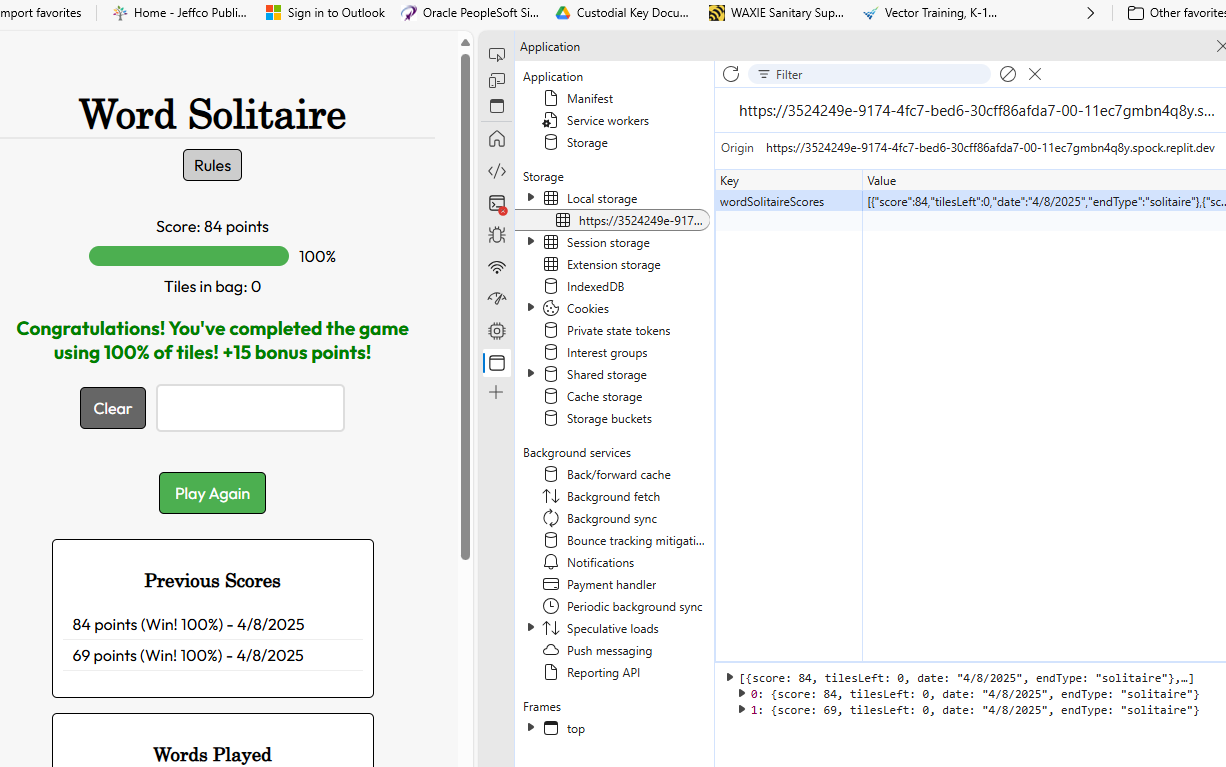 mport favorites
Home - Jeffco Publi...
Sign in to Outlook
Oracle PeopleSoft Si...
Custodial Key Docu...
WAXIE Sanitary Sup...
Vector Training, t-1...
Other favorites
Word Solitaire
Rules
Score: 84 points
100%
Tiles in bag: 0
Congratulations! You've completed the game
using 100% of tiles! +15 bonus points!
Clear
Play Again
Previous Scores
84 points (Win! 100%) - 4/8/2025
69 points (Win! 100%) - 4/8/2025
Words Played
Application
Application
Manifest
Service workers
Storage
Storage
Local storage
https://3524249e-917...
Session storage
Extension storage
IndexedDB
Cookies
Private state tokens
Interest groups
Shared storage
Cache storage
Storage buckets
Background services
Back/forward cache
Background fetch
Background sync
Bounce tracking mitigati...
Notifications
Payment handler
Periodic background sync
Speculative loads
Push messaging
Reporting API
Frames
top
Filter
https://3524249e-9174-4fc7-bed6-30cff86afda7-00-11ec7gmbn4q8y.s...
Origin https://3524249e-9174-4fc7-bed6-30cff86afda7-00-11ec7gmbn4q8y.spock.replit.dev
Key Value
wordSolitaireScores [{"score":84,"tilesLeft":0,"date":"4/8/2025","endType":"solitaire"},{"sc...
[{score: 84, tilesLeft: 0, date: "4/8/2025", endType: "solitaire"},…]
0: {score: 84, tilesLeft: 0, date: "4/8/2025", endType: "solitaire"}
1: {score: 69, tilesLeft: 0, date: "4/8/2025", endType: "solitaire"}